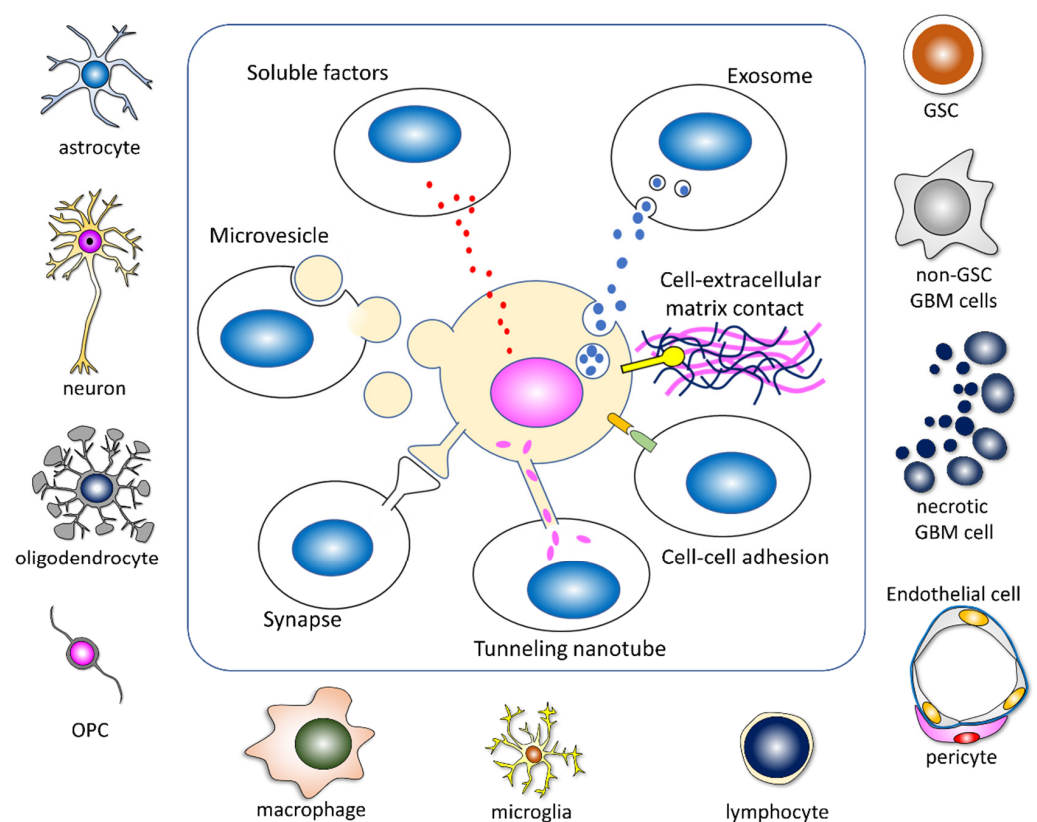 astrocyte
neuron
oligodendrocyte
OPC
Soluble factors
Exosome
Microvesicle
Cell-extracellular
matrix contact
Cell-cell adhesion
Synapse
Tunneling nanotube
GSC
non-GSC
GBM cells
necrotic
GBM cell
Endothelial cell
pericyte
macrophage
microglia
lymphocyte